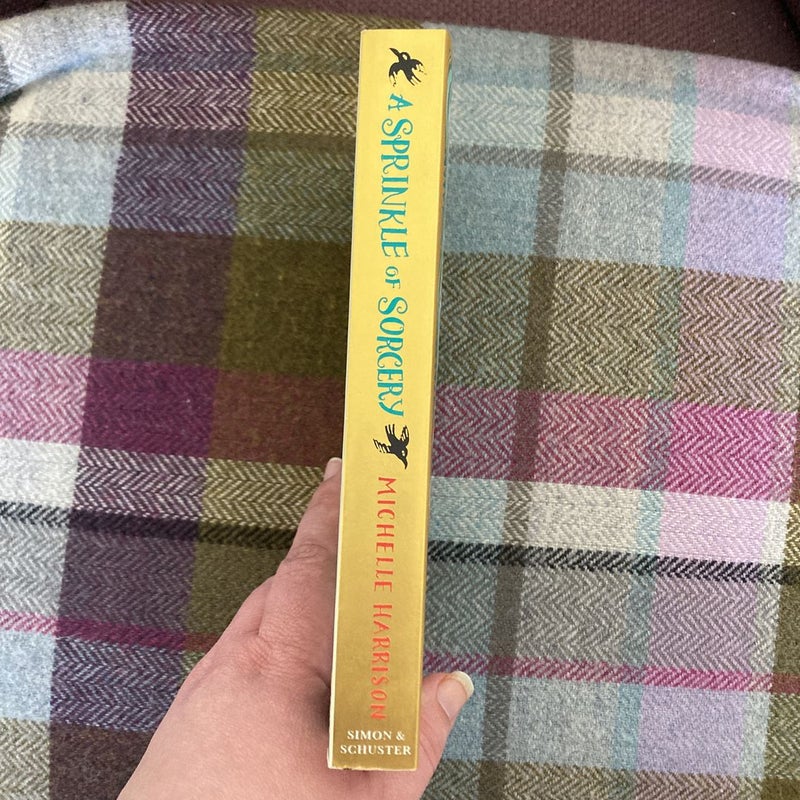 A SPRINKLE OF SORCERY
MICHELLE HARRISON
SIMON &
SCHUSTER